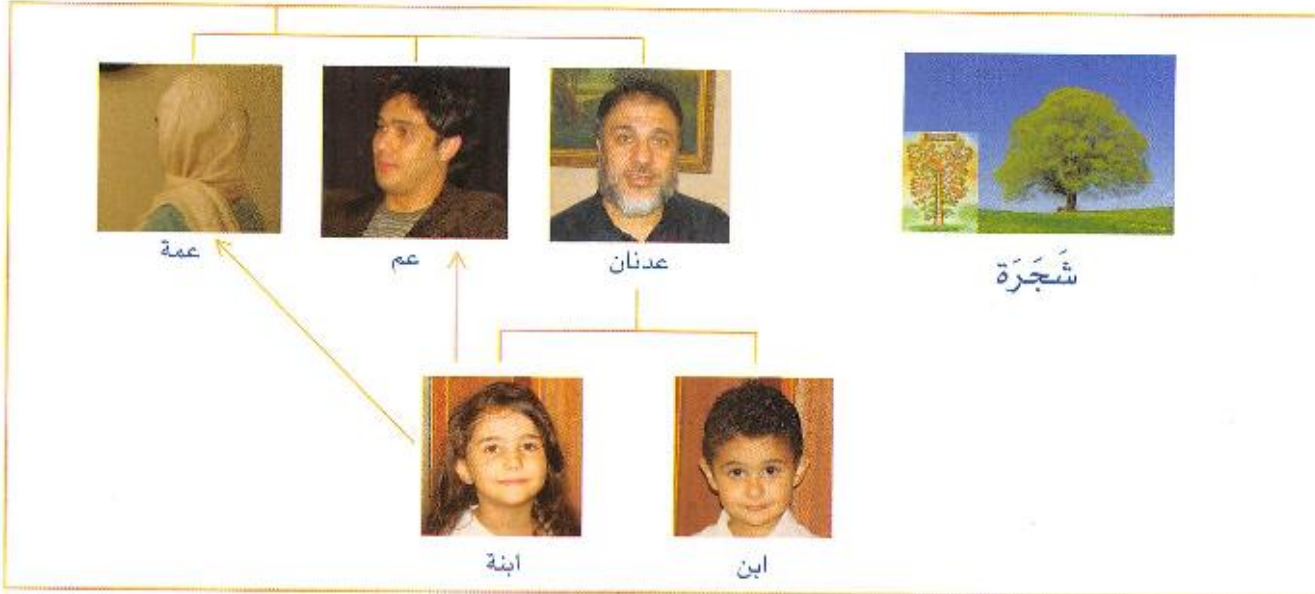 شَجَرَة
عدنان
عم
عمة
ابن
ابنة